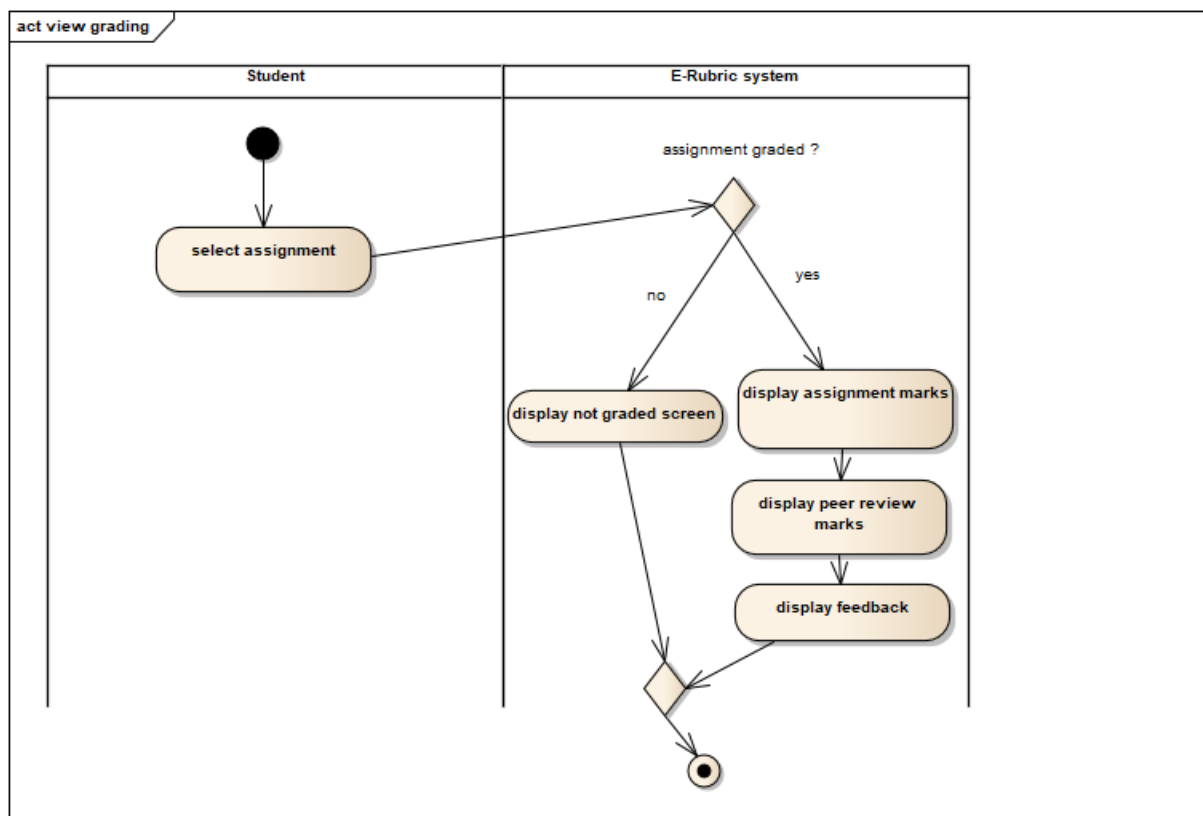 act view grading
Student
E-Rubric system
assignment graded ?
select assignment
yes
no
display assignment marks
display not graded screen
display peer review
marks
display feedback